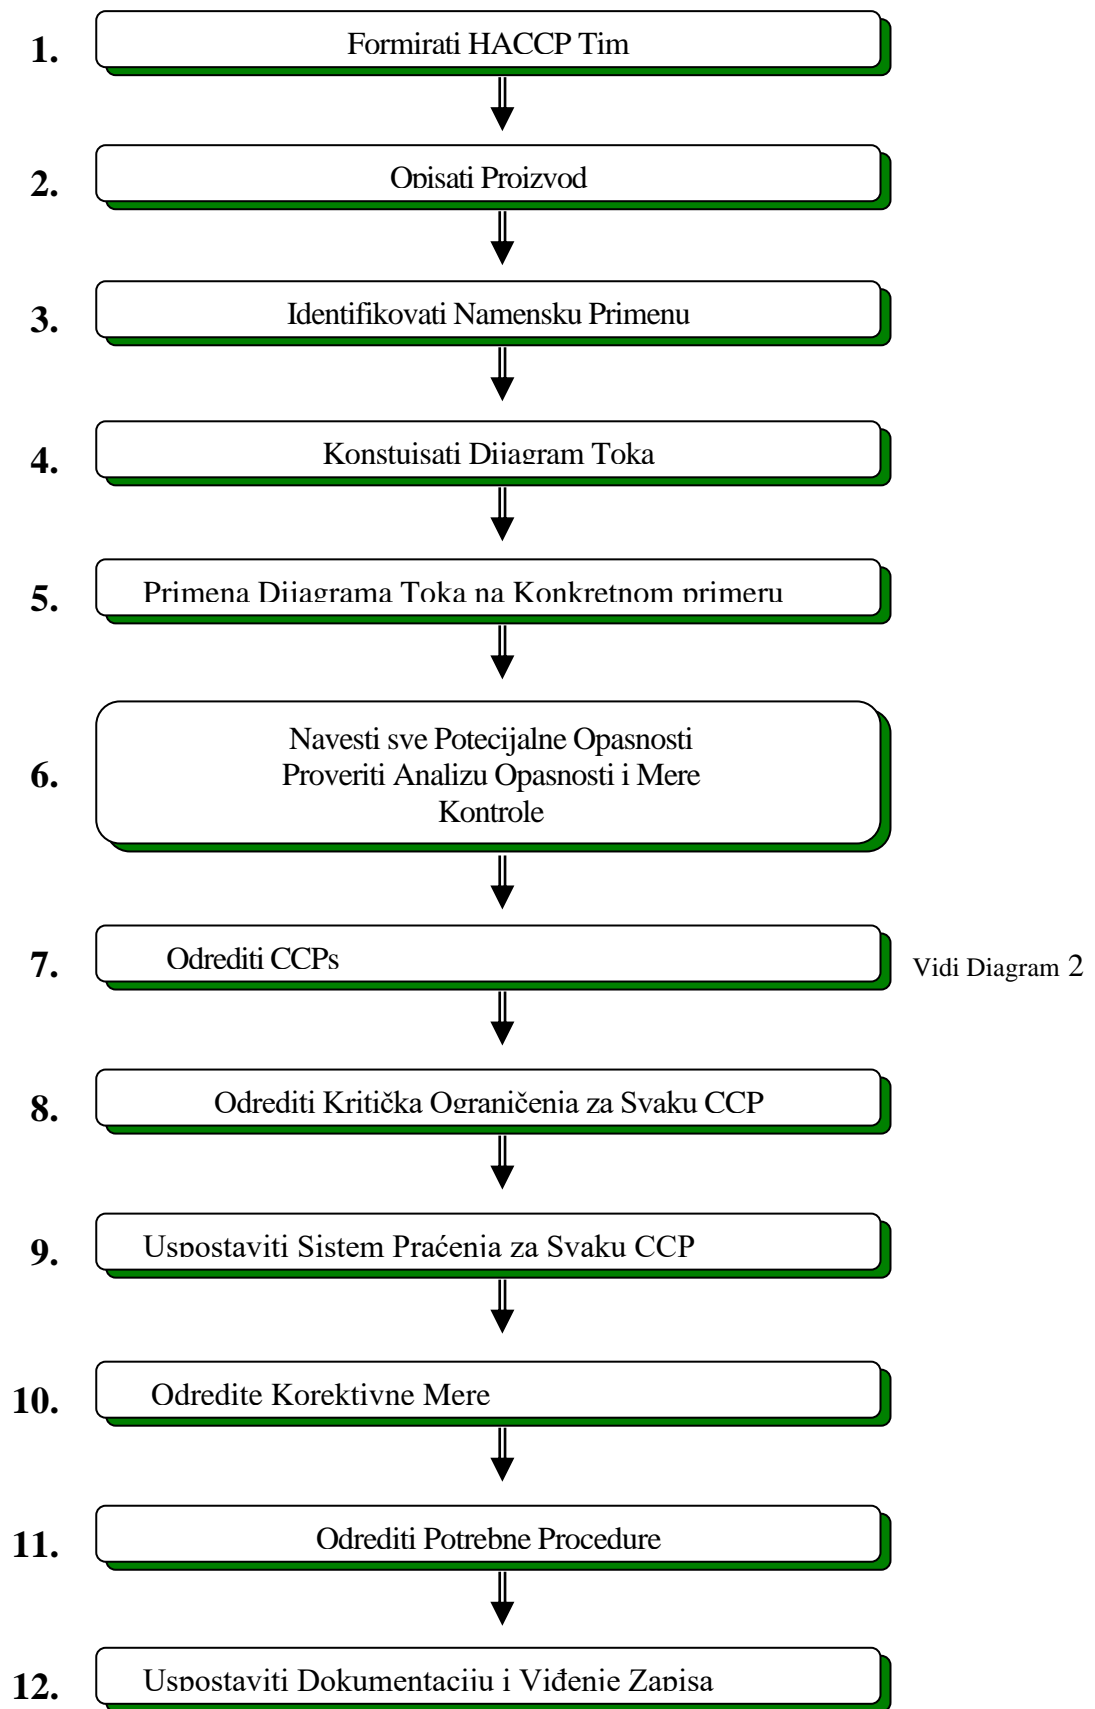 1. Formirati HACCP Tim
2. Opisati Proizvod
3. Identifikovati Namensku Primenu
4. Konstuisati Dijagram Toka
5. Primena Dijagrama Toka na Konkretnom primeru
Navesti sve Potecijalne Opasnosti
6. Proveriti Analizu Opasnosti i Mere
Kontrole
7. Odrediti CCPs Vidi Diagram 2
8. Odrediti Kritička Ograničenja za Svaku CCP
9. Uspostaviti Sistem Praćenja za Svaku CCP
10. Odredite Korektivne Mere
11. Odrediti Potrebne Procedure
12. Uspostaviti Dokumentaciju i Viđenje Zapisa